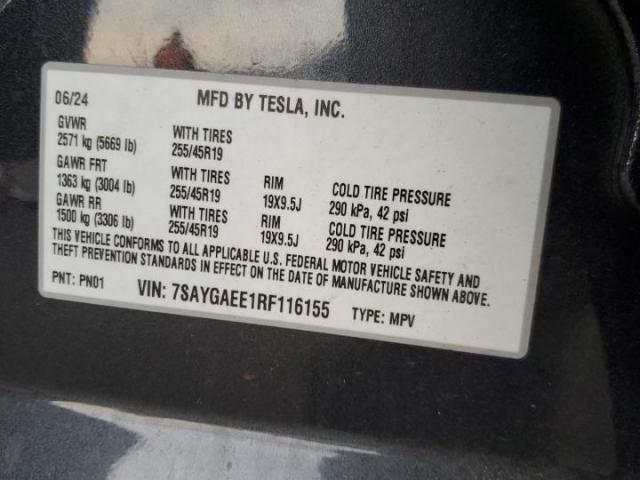 06/24 MFD BY TESLA, INC.
GVWR WITH TIRES
2571 kg (5669 lb) 255/45R19
GAWR FRT WITH TIRES RIM COLD TIRE PRESSURE
1363 kg (3004 lb) 255/45R19 19X9.5J 290 kPa, 42 psi
GAWR RR WITH TIRES RIM COLD TIRE PRESSURE
1500 kg (3306 lb) 255/45R19 19X9.5J 290 kPa, 42 psi
THIS VEHICLE CONFORMS TO ALL APPLICABLE U.S. FEDERAL MOTOR VEHICLE SAFETY AND
THEFT PREVENTION STANDARDS IN EFFECT ON THE DATE OF MANUFACTURE SHOWN ABOVE.
PNT: PN01 VIN: 7SAYGAEE1RF116155 TYPE: MPV